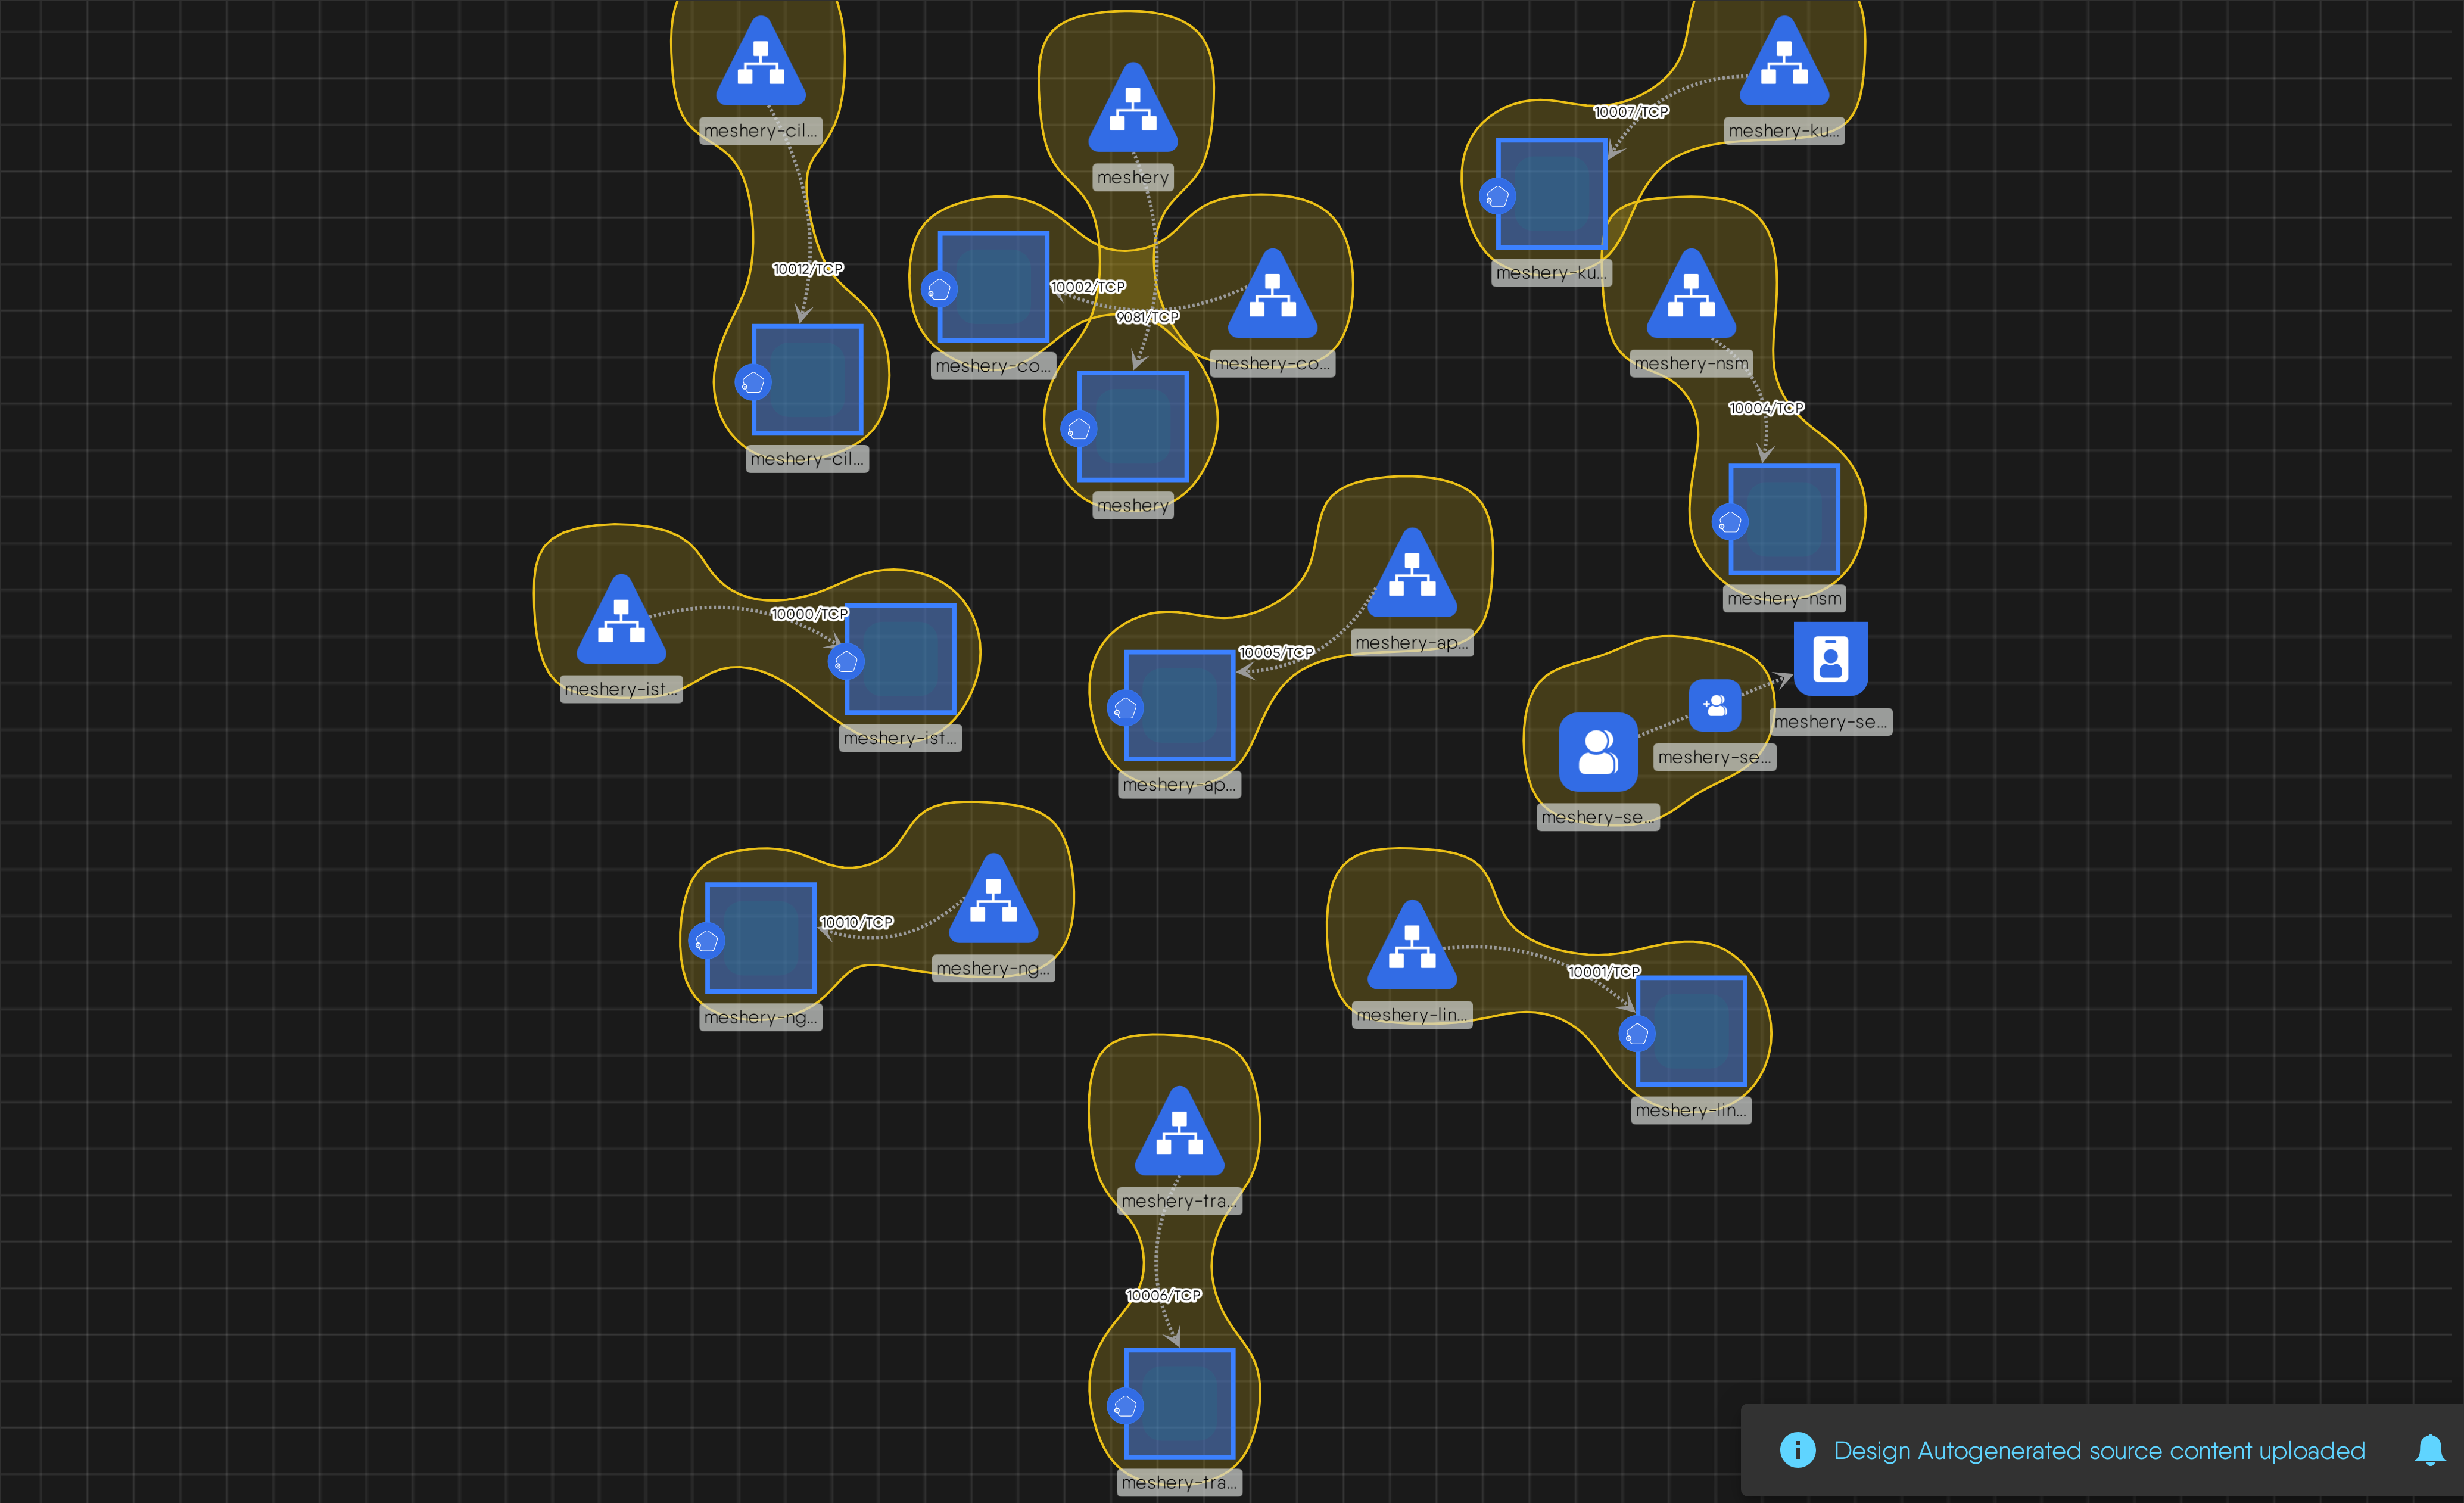 meshery-cil...
10012/TCP
meshery-cil...
meshery
10002/TCP
9081/TCP
meshery-co...
meshery-co...
meshery
meshery-ku...
10007/TCP
meshery-ku...
meshery-nsm
10004/TCP
meshery-nsm
10000/TCP
meshery-ist...
meshery-ist...
meshery-ap...
10005/TCP
meshery-ap...
meshery-se...
meshery-se...
meshery-se...
10010/TCP
meshery-ng...
meshery-ng...
10001/TCP
meshery-lin...
meshery-lin...
meshery-tra...
10006/TCP
meshery-tra...
Design Autogenerated source content uploaded